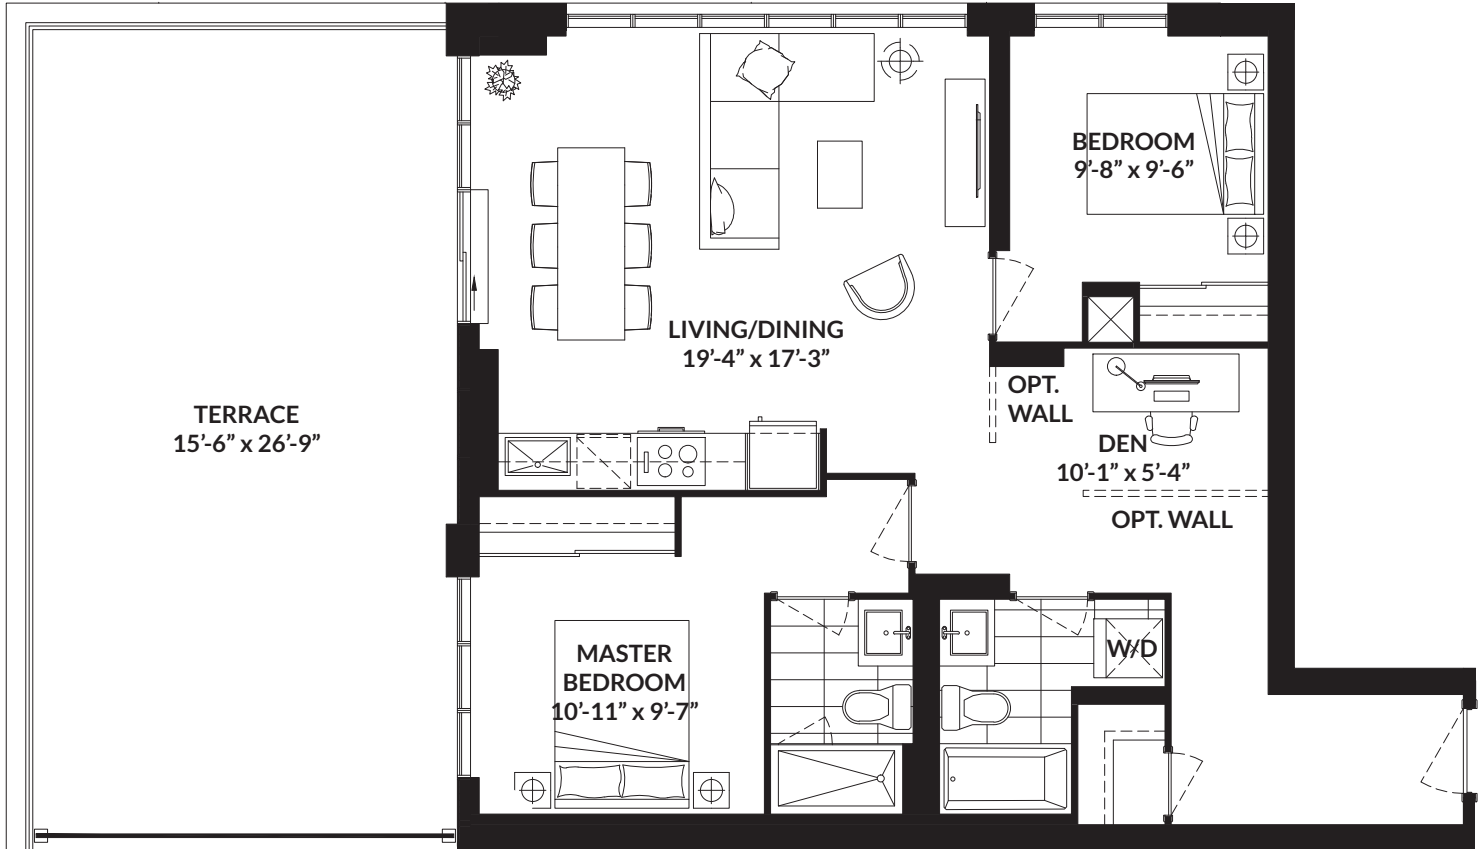 BEDROOM
9’-8” x 9’-6”
LIVING/DINING
19’-4” x 17’-3”
OPT.
WALL
TERRACE
15’-6” x 26’-9”
DEN
10’-1” x 5’-4”
OPT. WALL
MASTER
BEDROOM
10’-11” x 9’-7”
W/D